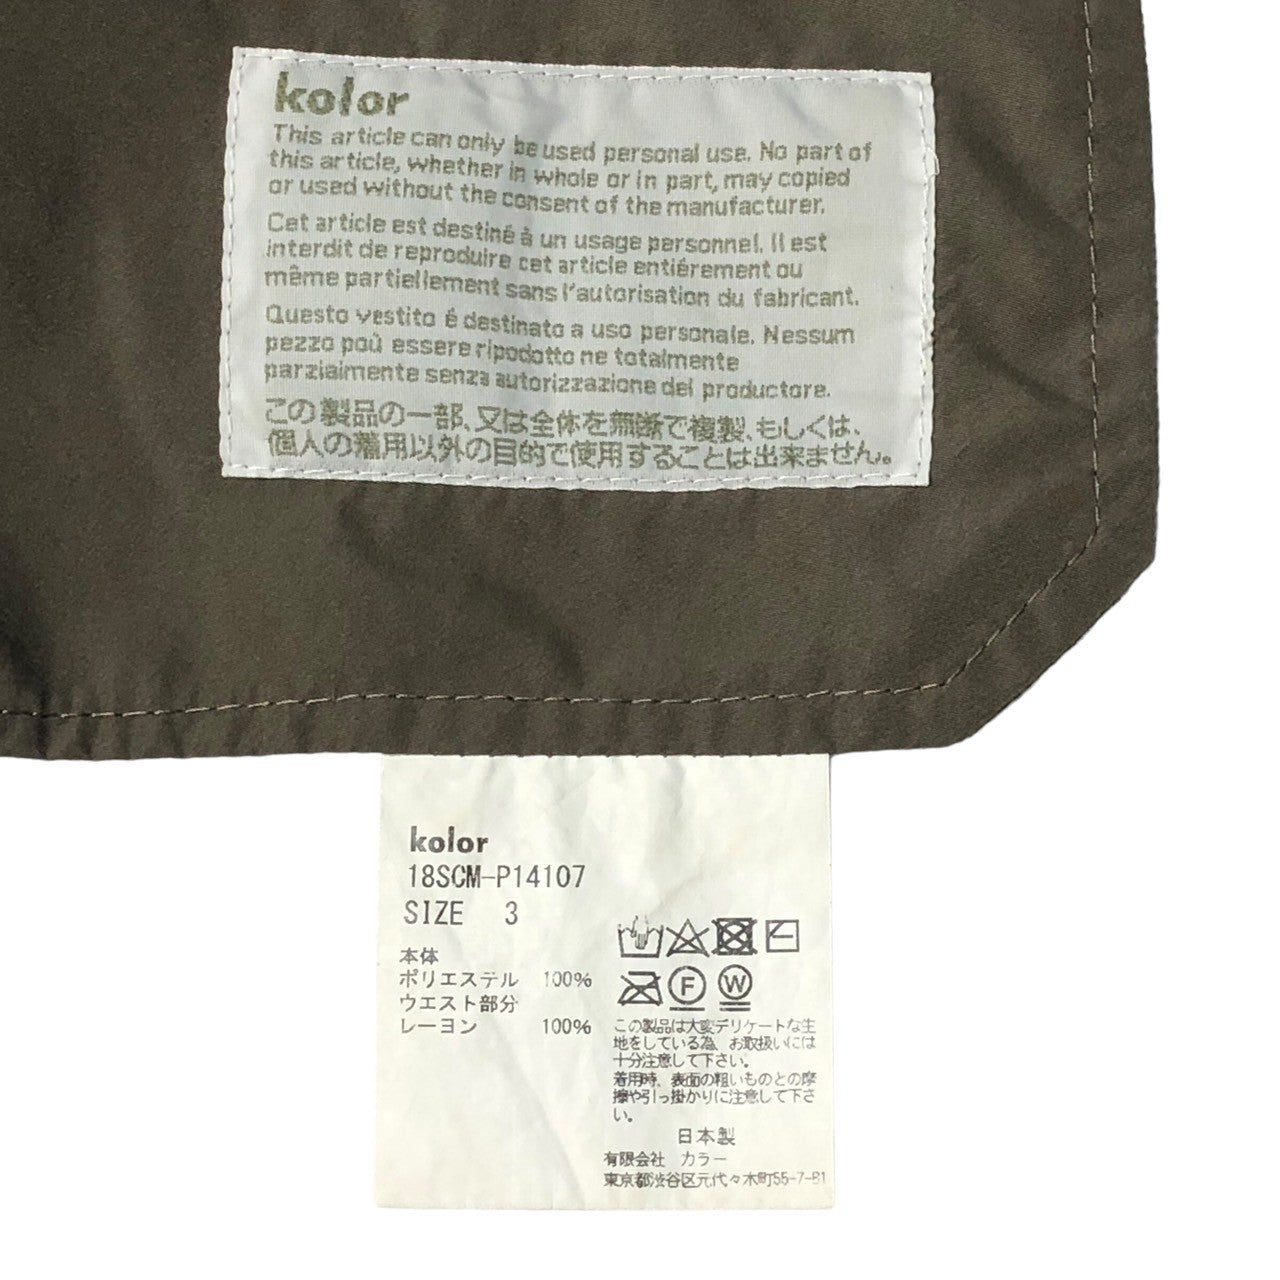 kolor
This article can only be used personal use. No part of
this article, whether in whole or in part, may copied
or used without the consent of the manufacturer.
Cet article est destiné à un usage personnel. Il est
interdit de reproduire cet article entiérement ou
même partiellement sans l'autorisation du fabricant.
Questo vestito é destinato a uso personale. Nessum
pezzo poû essere ripodotto ne totalmente
parziaimente senza autorizzazione del productore.
この製品の一部、又は全体を無断で複製、もしくは、
個人の着用以外の目的で使用することは出来ません。
kolor
18SCM-P14107
SIZE 3
本体
ポリエステル 100%
ウエスト部分
レーヨン 100%
F W
この製品は大変デリケートな生
地をしている為、お取扱いには
十分注意して下さい。
着用時、表面の粗いものとの摩
擦や引っ掛かりに注意して下さ
い。
日本製
有限会社 カラー
東京都渋谷区元代々木町55-7-B1